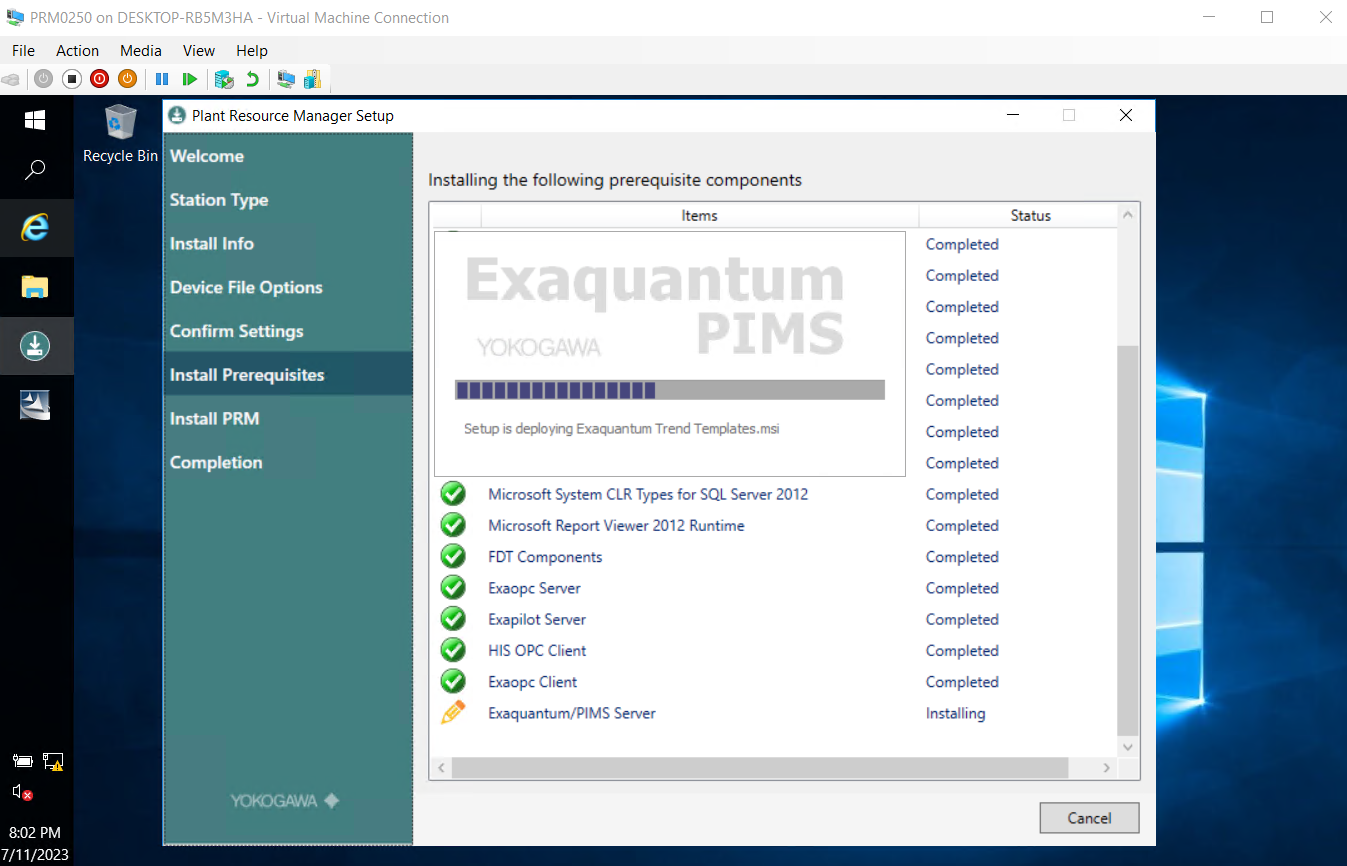 PRM0250 on DESKTOP-RB5M3HA - Virtual Machine Connection
File Action Media View Help
Recycle Bin
Plant Resource Manager Setup
Welcome
Station Type
Install Info
Device File Options
Confirm Settings
Install Prerequisites
Install PRM
Completion
YOKOGAWA
Installing the following prerequisite components
Items Status
Exaquantum
PIMS
YOKOGAWA
Setup is deploying Exaquantum Trend Templates.msi
Completed
Completed
Completed
Completed
Completed
Completed
Completed
Completed
Microsoft System CLR Types for SQL Server 2012 Completed
Microsoft Report Viewer 2012 Runtime Completed
FDT Components Completed
Exaopc Server Completed
Exapilot Server Completed
HIS OPC Client Completed
Exaopc Client Completed
Exaquantum/PIMS Server Installing
Cancel
8:02 PM
7/11/2023